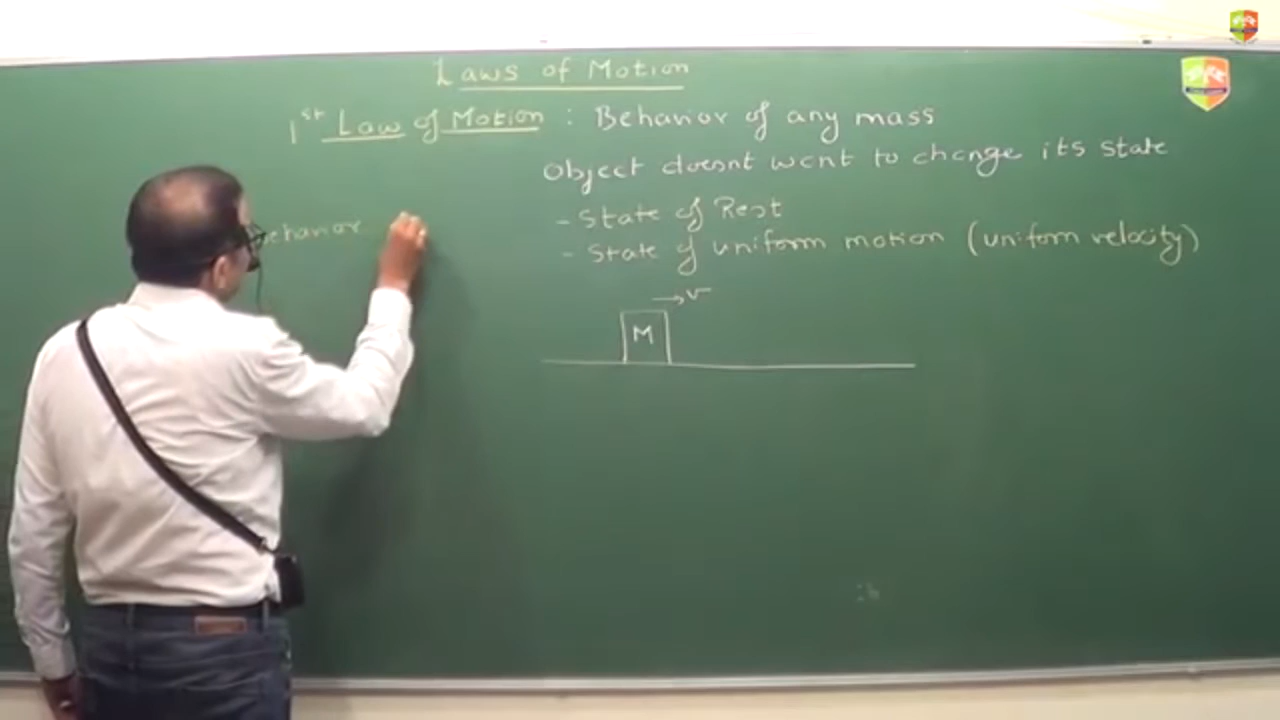 Laws of Motion
1st Law of Motion : Behavior of any mass
Object doesnt want to change its state
- State of Rest
- State of uniform motion (uniform velocity)
ehavior
→ v
M